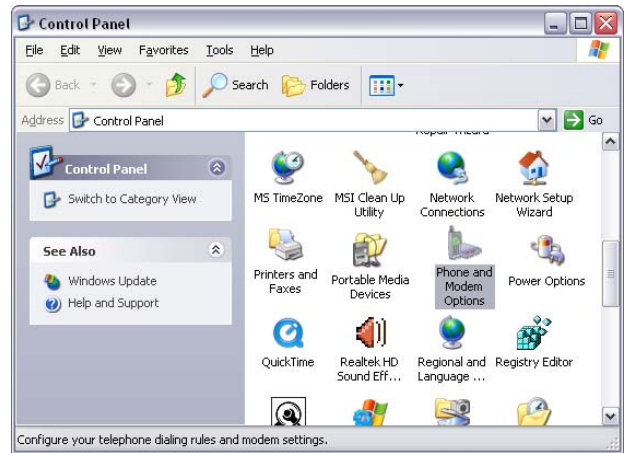 Control Panel
File Edit View Favorites Tools Help
Back Search Folders
Address Control Panel Go
Control Panel
Switch to Category View
See Also
Windows Update
Help and Support
Repair Wizard
MS TimeZone MSI Clean Up Network Network Setup
Utility Connections Wizard
Printers and Portable Media Phone and Power Options
Faxes Devices Modem
Options
QuickTime Realtek HD Regional and Registry Editor
Sound Eff... Language ...
Configure your telephone dialing rules and modem settings.